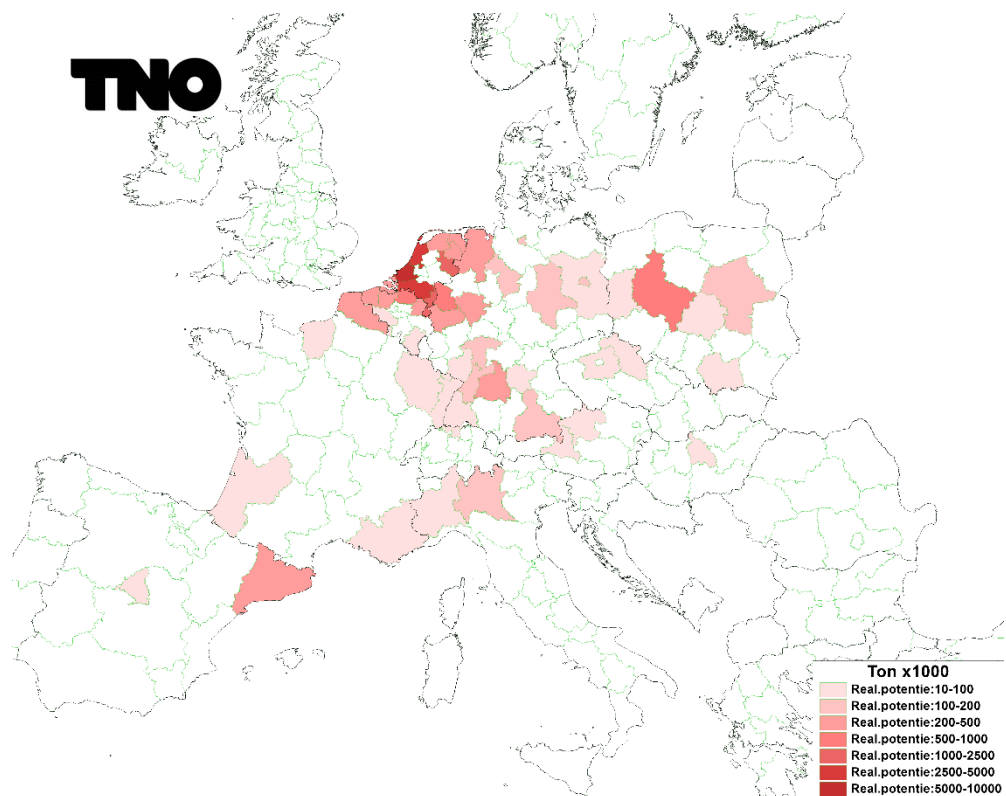 TNO
Ton x1000
Real.potentie:10-100
Real.potentie:100-200
Real.potentie:200-500
Real.potentie:500-1000
Real.potentie:1000-2500
Real.potentie:2500-5000
Real.potentie:5000-10000